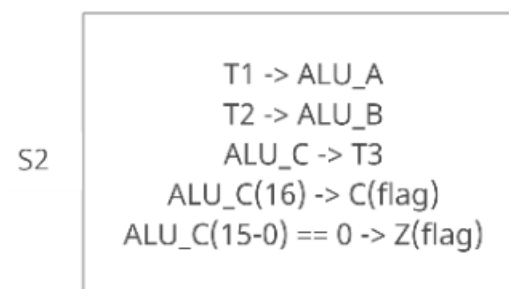 T1 -> ALU_A
T2 -> ALU_B
S2
ALU_C -> T3
ALU_C(16) -> C(flag)
ALU_C(15-0) == 0 -> Z(flag)